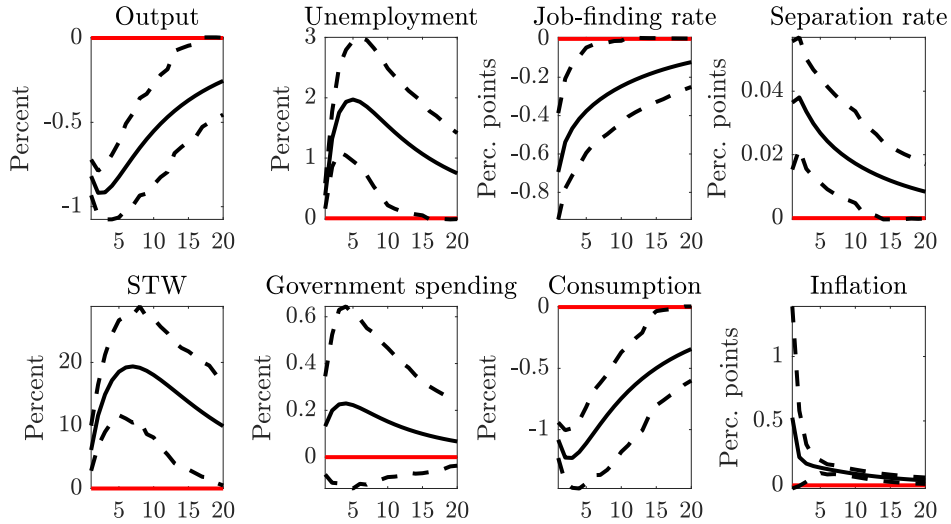 Output
Unemployment
Job-finding rate
Separation rate
Percent
0
-0.5
-1
5 10 15 20
Percent
3
2
1
0
5 10 15 20
Perc. points
0
-0.2
-0.4
-0.6
-0.8
5 10 15 20
Perc. points
0.04
0.02
0
5 10 15 20
STW
Government spending
Consumption
Inflation
Percent
20
10
0
5 10 15 20
Percent
0.6
0.4
0.2
0
5 10 15 20
Percent
0
-0.5
-1
5 10 15 20
Perc. points
1
0.5
0
5 10 15 20